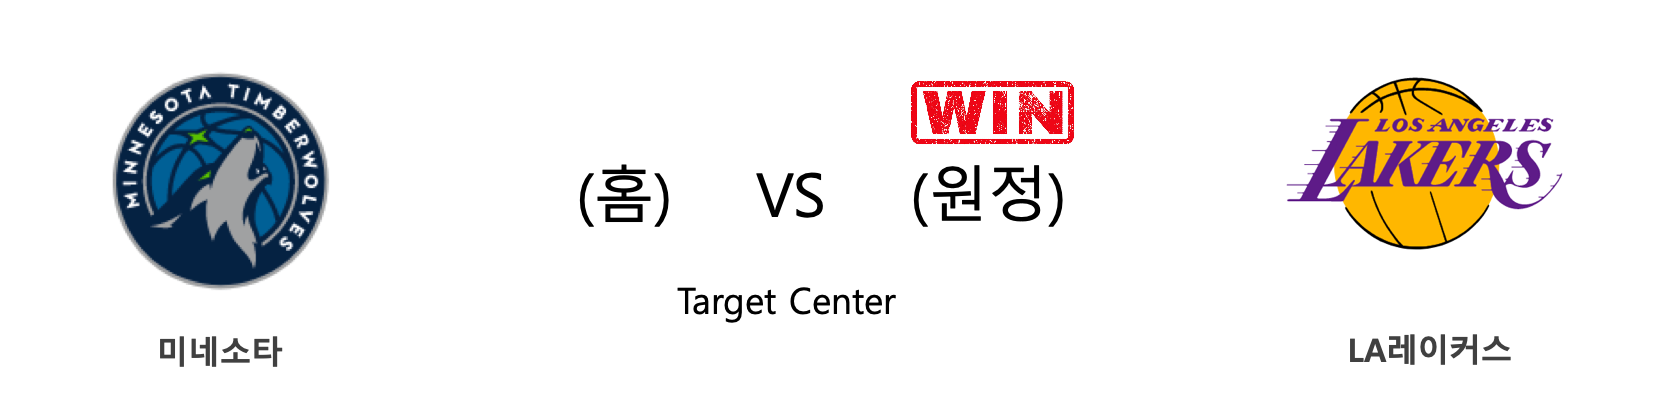 MINNESOTA TIMBERWOLVES
WIN
LOS ANGELES
LAKERS
(홈) VS (원정)
Target Center
미네소타
LA레이커스